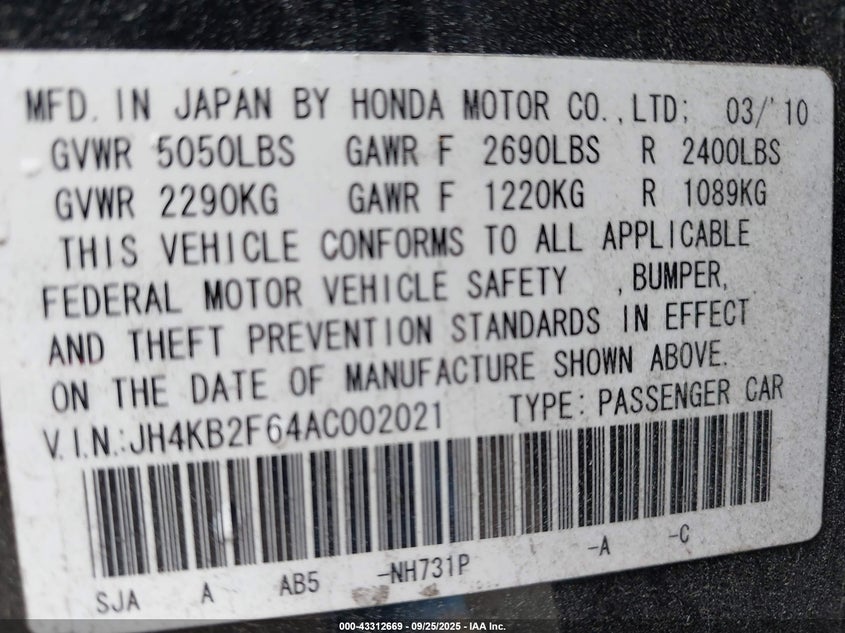 MFD. IN JAPAN BY HONDA MOTOR CO., LTD; 03/'10
GVWR 5050LBS GAWR F 2690LBS R 2400LBS
GVWR 2290KG GAWR F 1220KG R 1089KG
THIS VEHICLE CONFORMS TO ALL APPLICABLE
FEDERAL MOTOR VEHICLE SAFETY , BUMPER,
AND THEFT PREVENTION STANDARDS IN EFFECT
ON THE DATE OF MANUFACTURE SHOWN ABOVE.
V.I.N.:JH4KB2F64AC002021 TYPE: PASSENGER CAR
SJA A AB5 -NH731P -A -C
000-43312669 - 09/25/2025 - IAA Inc.